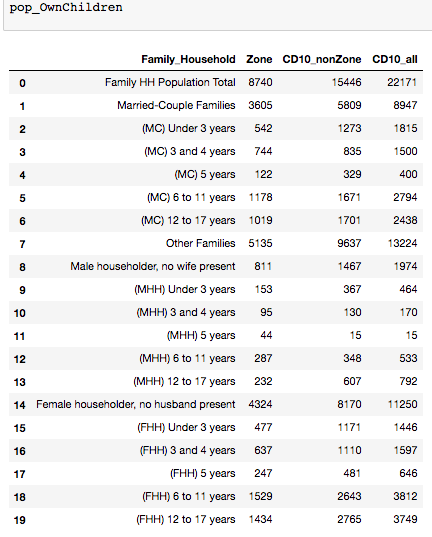 pop_OwnChildren
Family_Household Zone CD10_nonZone CD10_all
0 Family HH Population Total 8740 15446 22171
1 Married-Couple Families 3605 5809 8947
2 (MC) Under 3 years 542 1273 1815
3 (MC) 3 and 4 years 744 835 1500
4 (MC) 5 years 122 329 400
5 (MC) 6 to 11 years 1178 1671 2794
6 (MC) 12 to 17 years 1019 1701 2438
7 Other Families 5135 9637 13224
8 Male householder, no wife present 811 1467 1974
9 (MHH) Under 3 years 153 367 464
10 (MHH) 3 and 4 years 95 130 170
11 (MHH) 5 years 44 15 15
12 (MHH) 6 to 11 years 287 348 533
13 (MHH) 12 to 17 years 232 607 792
14 Female householder, no husband present 4324 8170 11250
15 (FHH) Under 3 years 477 1171 1446
16 (FHH) 3 and 4 years 637 1110 1597
17 (FHH) 5 years 247 481 646
18 (FHH) 6 to 11 years 1529 2643 3812
19 (FHH) 12 to 17 years 1434 2765 3749